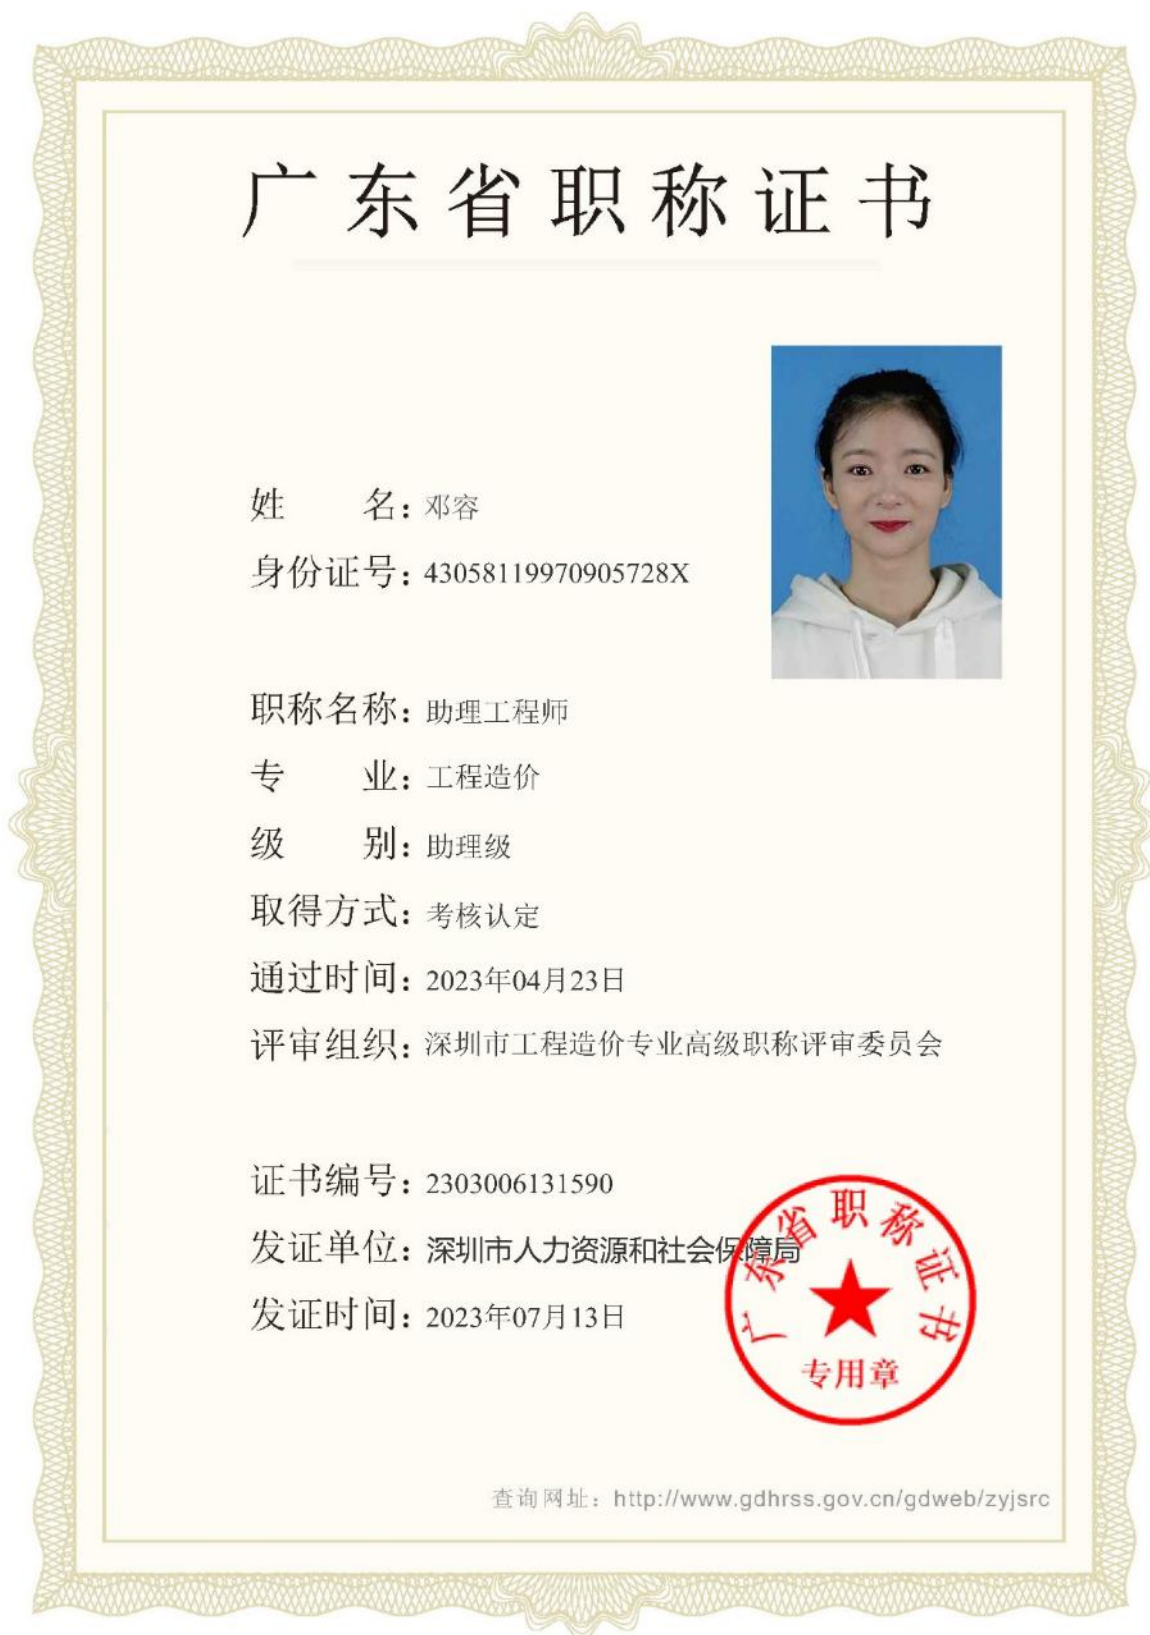 广东省职称证书
姓 名：邓容
身份证号：43058119970905728X
职称名称：助理工程师
专 业：工程造价
级 别：助理级
取得方式：考核认定
通过时间：2023年04月23日
评审组织：深圳市工程造价专业高级职称评审委员会
证书编号：2303006131590
发证单位：深圳市人力资源和社会保障局
发证时间：2023年07月13日
广东省职称证书
专用章
查询网址：http://www.gdhrss.gov.cn/gdweb/zyjsrc